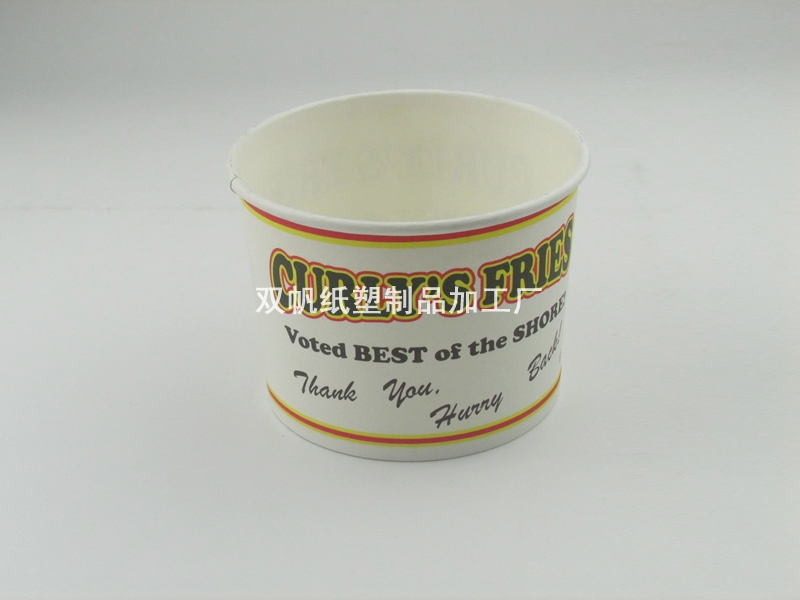 CURLY'S FRIES
双帆纸塑制品加工厂
Voted BEST of the SHORE
Thank You,
Hurry Back!